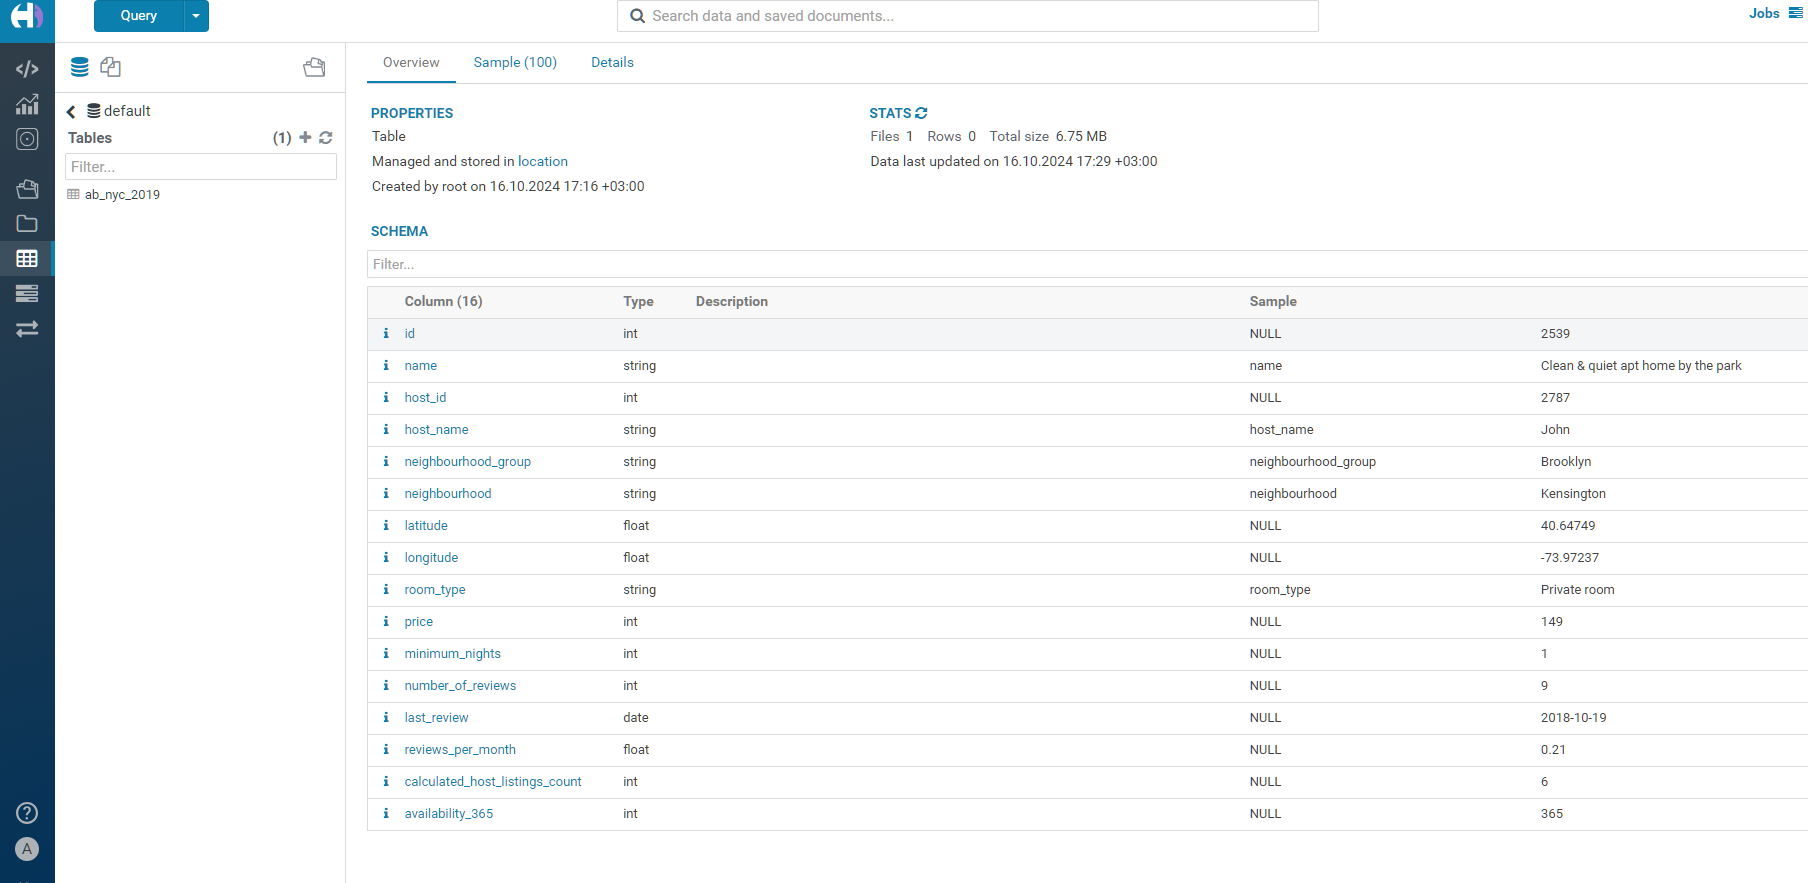 Query
Search data and saved documents...
Jobs
Overview Sample (100) Details
default
Tables (1)
Filter...
ab_nyc_2019
PROPERTIES
Table
Managed and stored in location
Created by root on 16.10.2024 17:16 +03:00
STATS
Files 1 Rows 0 Total size 6.75 MB
Data last updated on 16.10.2024 17:29 +03:00
SCHEMA
Filter...
Column (16) Type Description Sample
id int NULL 2539
name string name Clean & quiet apt home by the park
host_id int NULL 2787
host_name string host_name John
neighbourhood_group string neighbourhood_group Brooklyn
neighbourhood string neighbourhood Kensington
latitude float NULL 40.64749
longitude float NULL -73.97237
room_type string room_type Private room
price int NULL 149
minimum_nights int NULL 1
number_of_reviews int NULL 9
last_review date NULL 2018-10-19
reviews_per_month float NULL 0.21
calculated_host_listings_count int NULL 6
availability_365 int NULL 365
A